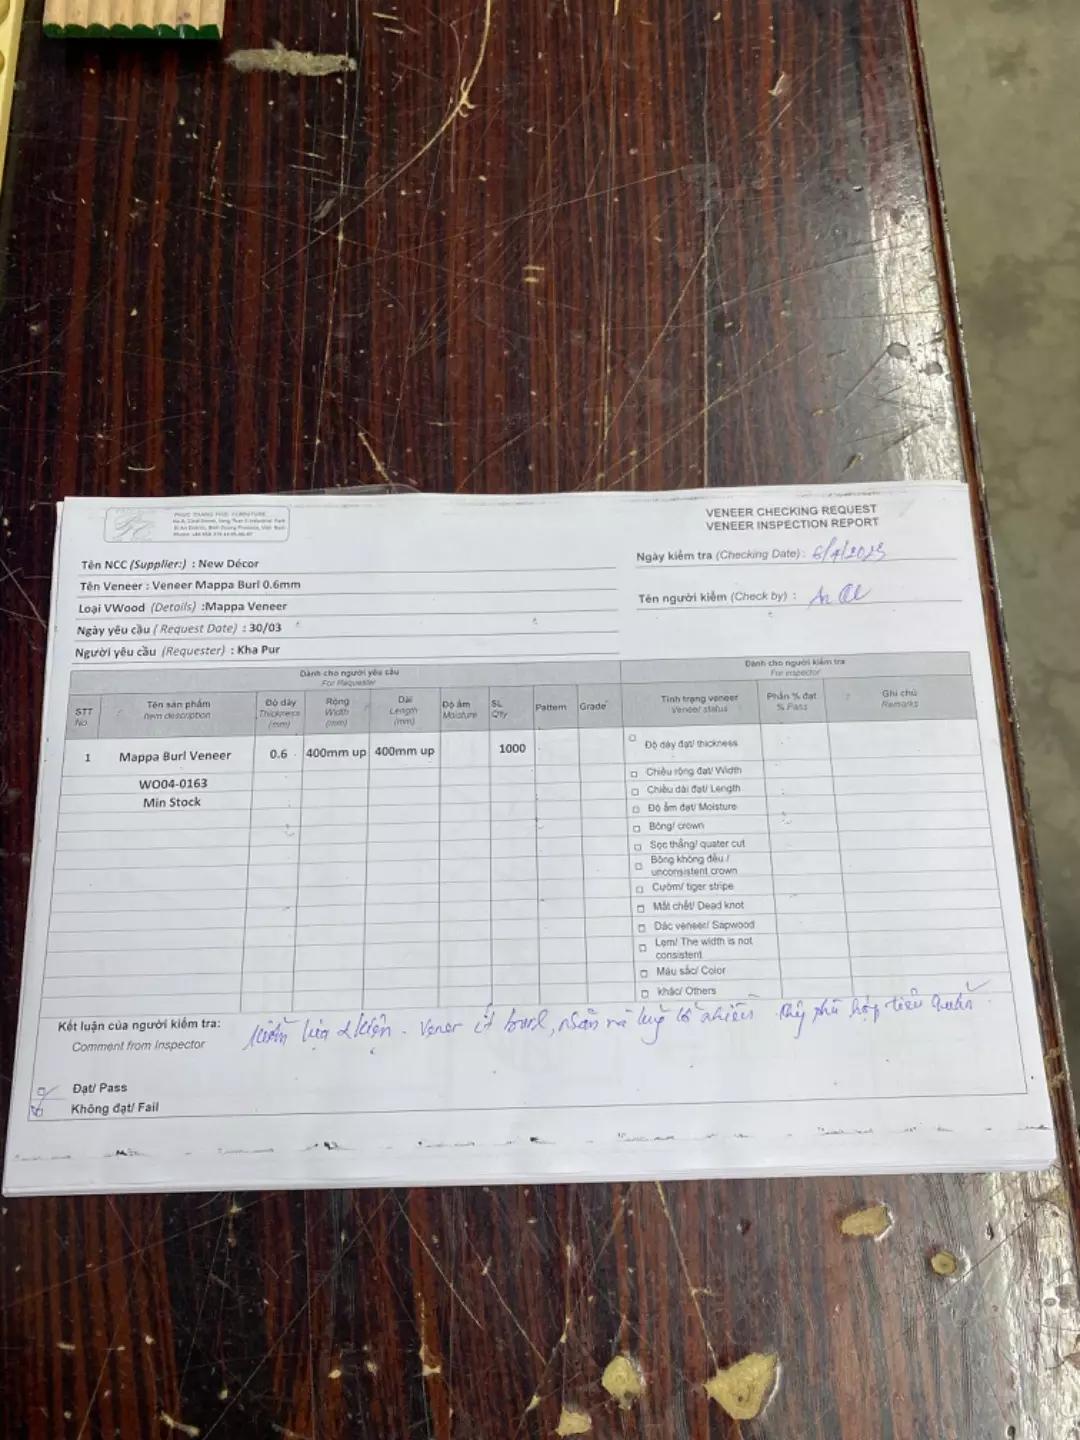 PHUC THANG PHAT FURNITURE
VENEER CHECKING REQUEST
VENEER INSPECTION REPORT
Tên NCC (Supplier:) : New Décor
Ngày kiểm tra (Checking Date) : 6/4/2023
Tên Veneer : Veneer Mappa Burl 0.6mm
Loại VWood (Details) :Mappa Veneer
Tên người kiểm (Check by) :
Ngày yêu cầu ( Request Date) : 30/03
Người yêu cầu (Requester) : Kha Pur
Dành cho người yêu cầu
For Requester
Dành cho người kiểm tra
For inspector
STT
No.
Tên sản phẩm
Item description
Độ dày
Thickness
(mm)
Rộng
Width
(mm)
Dài
Length
(mm)
Độ ẩm
Moisture
SL
Qty
Pattern
Grade
Tình trạng veneer
Veneer status
Phần % đạt
% Pass
Ghi chú
Remarks
1 Mappa Burl Veneer 0.6 400mm up 400mm up 1000
WO04-0163
Min Stock
Độ dày đạt/ thickness
Chiều rộng đạt/ Width
Chiều dài đạt/ Length
Độ ẩm đạt/ Moisture
Bông/ crown
Sọc thẳng/ quater cut
Bông không đều /
unconsistent crown
Cườm/ tiger stripe
Mắt chết/ Dead knot
Dác veneer/ Sapwood
Lẹm/ The width is not
consistent
Màu sắc/ Color
khác/ Others
Kết luận của người kiểm tra:
Comment from Inspector
Đạt/ Pass
Không đạt/ Fail